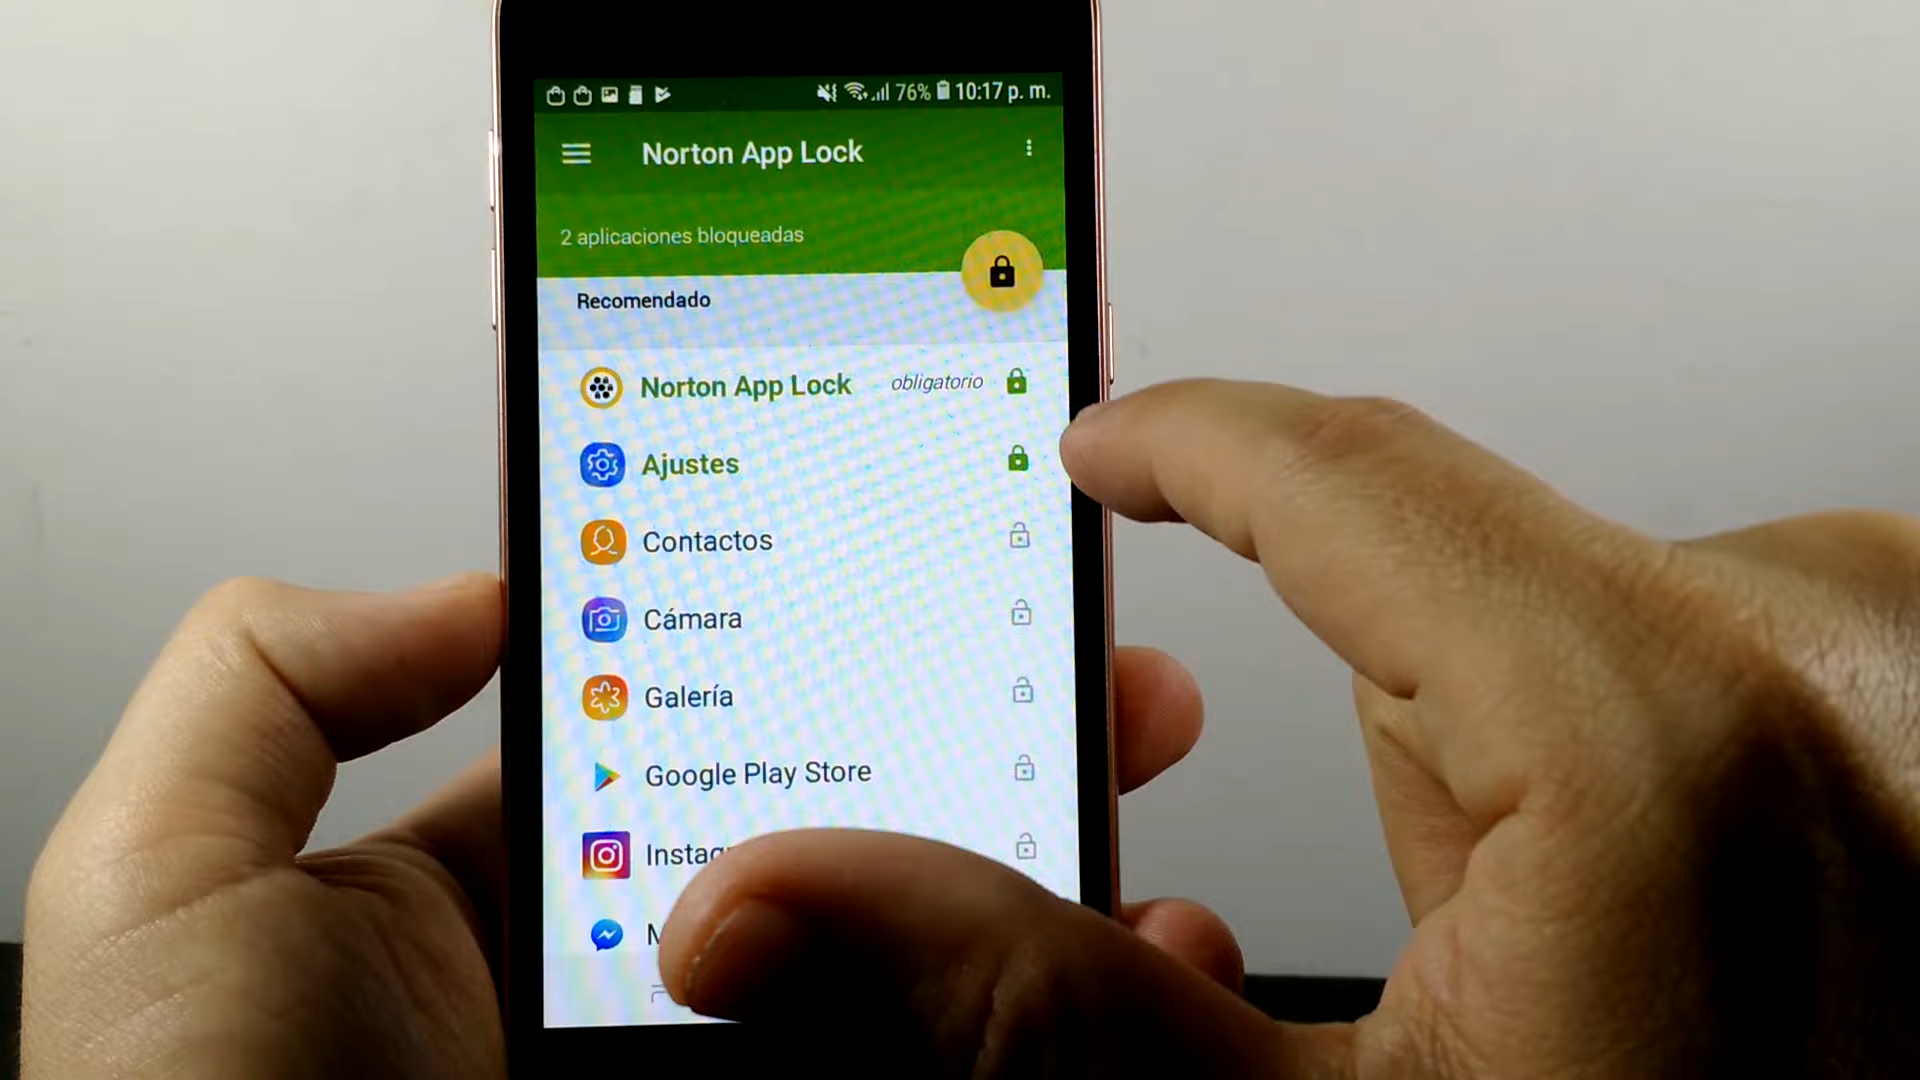 76% 10:17 p. m.
Norton App Lock
2 aplicaciones bloqueadas
Recomendado
Norton App Lock obligatorio
Ajustes
Contactos
Cámara
Galería
Google Play Store